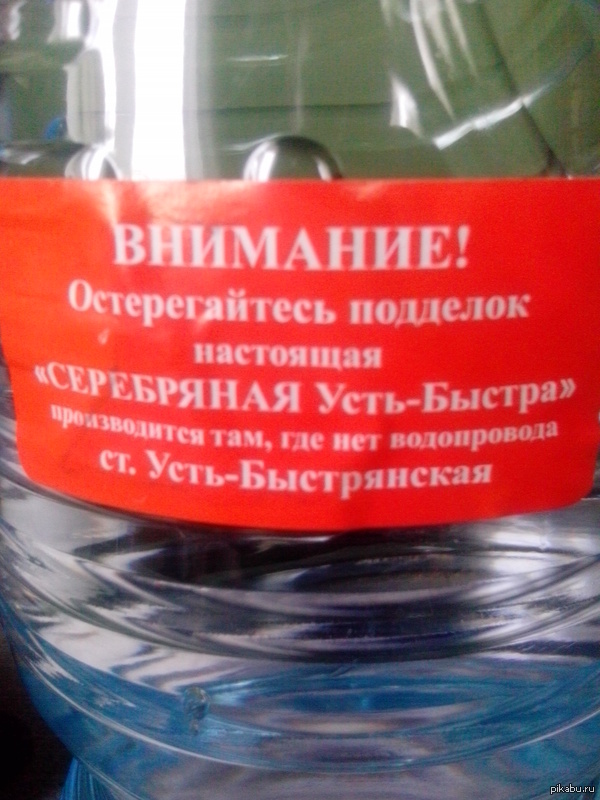 ВНИМАНИЕ!
Остерегайтесь подделок
настоящая
«СЕРЕБРЯНАЯ Усть-Быстра»
производится там, где нет водопровода
ст. Усть-Быстрянская
pikabu.ru